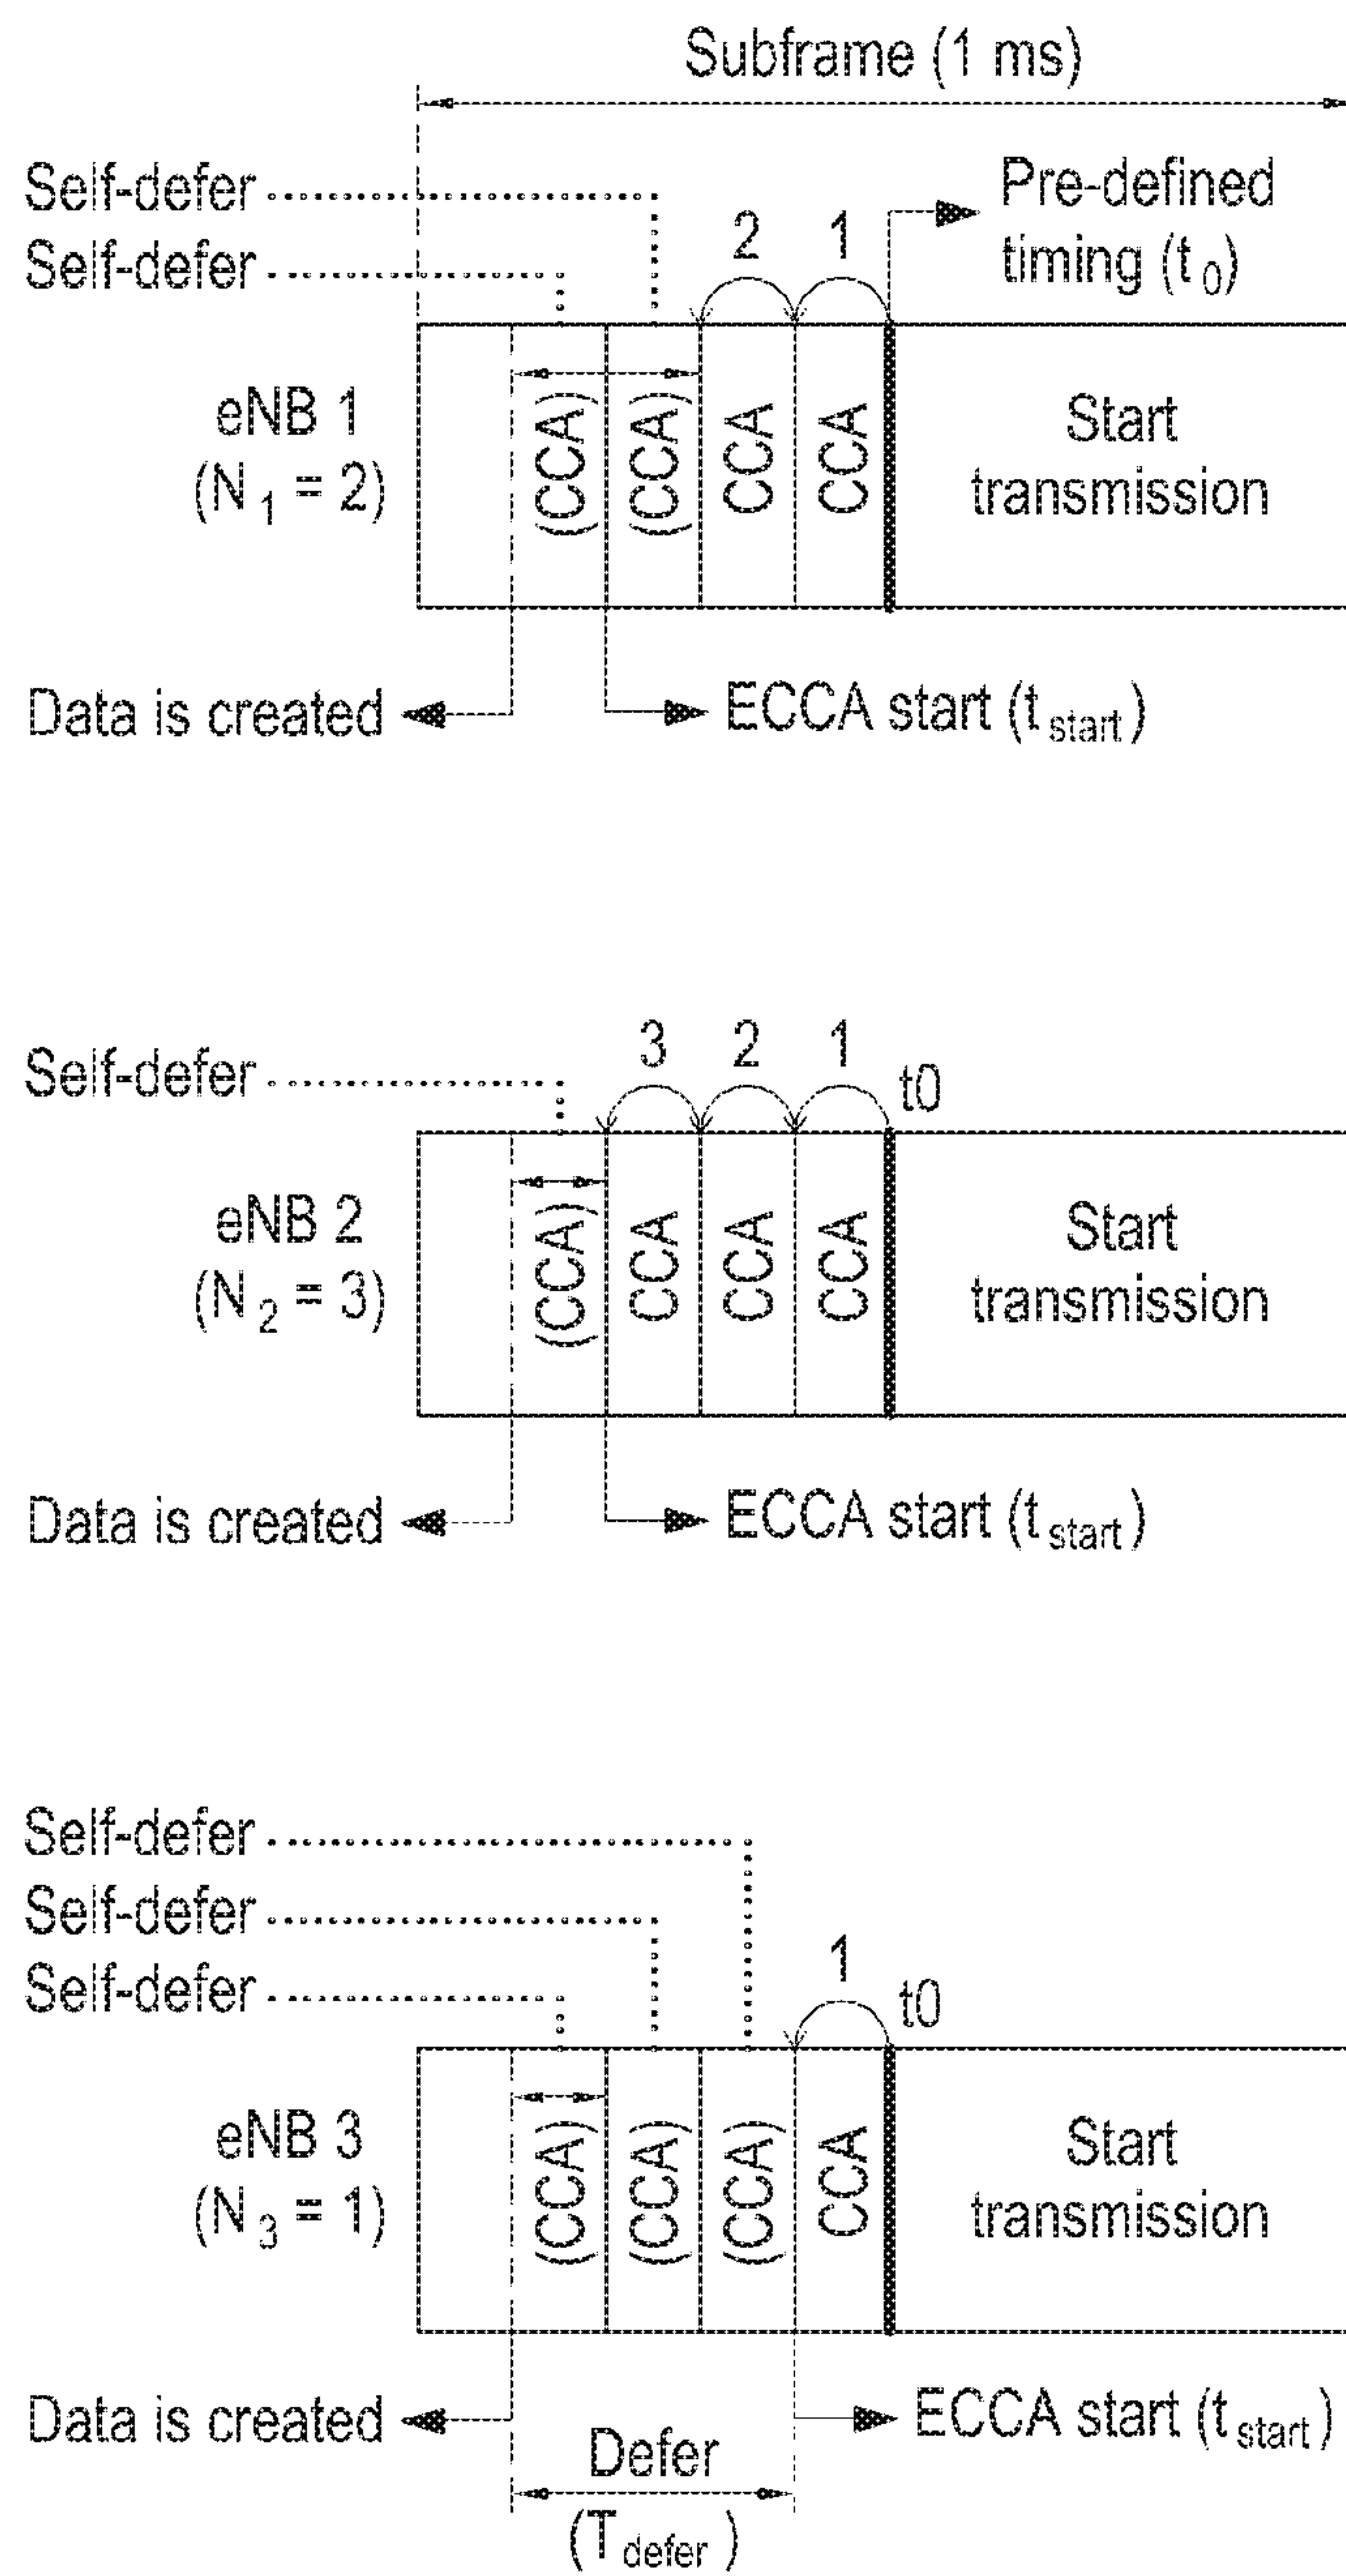 Subframe (1 ms)
Self-defer
Self-defer
2 1
Pre-defined
timing (t0)
eNB 1
(N1 = 2)
(CCA) (CCA) CCA CCA
Start
transmission
Data is created
ECCA start (tstart)
Self-defer
3 2 1 t0
eNB 2
(N2 = 3)
(CCA) CCA CCA CCA
Start
transmission
Data is created
ECCA start (tstart)
Self-defer
Self-defer
Self-defer
1 t0
eNB 3
(N3 = 1)
(CCA) (CCA) (CCA) CCA
Start
transmission
Data is created
ECCA start (tstart)
Defer
(Tdefer)